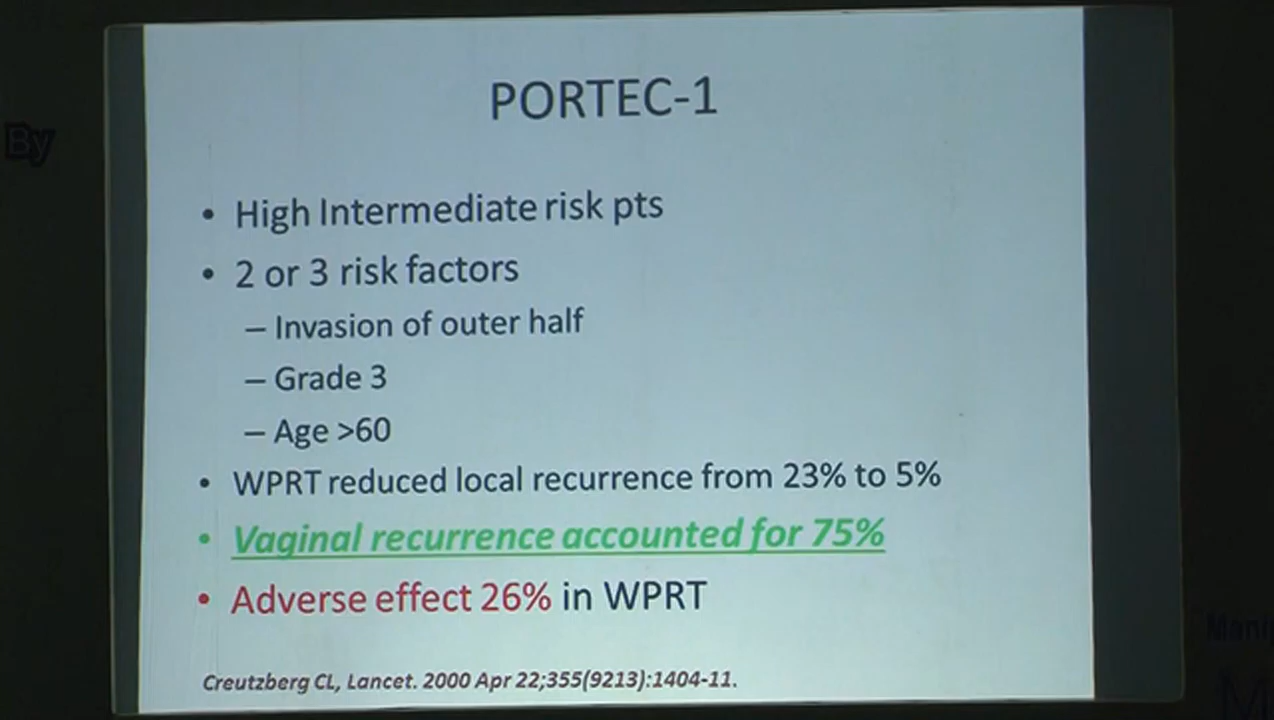 By
PORTEC-1
• High Intermediate risk pts
• 2 or 3 risk factors
– Invasion of outer half
– Grade 3
– Age >60
• WPRT reduced local recurrence from 23% to 5%
• Vaginal recurrence accounted for 75%
• Adverse effect 26% in WPRT
Creutzberg CL, Lancet. 2000 Apr 22;355(9213):1404-11.